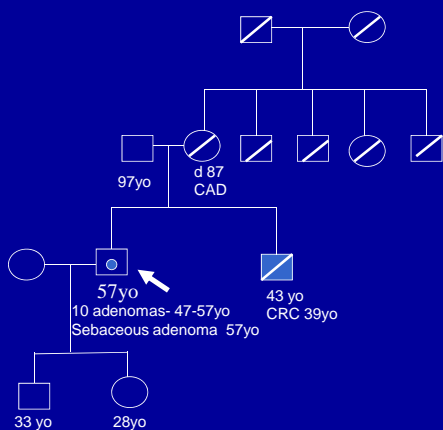 97yo
d 87
CAD
57yo
10 adenomas- 47-57yo
Sebaceous adenoma  57yo
43 yo
CRC 39yo
33 yo
28yo